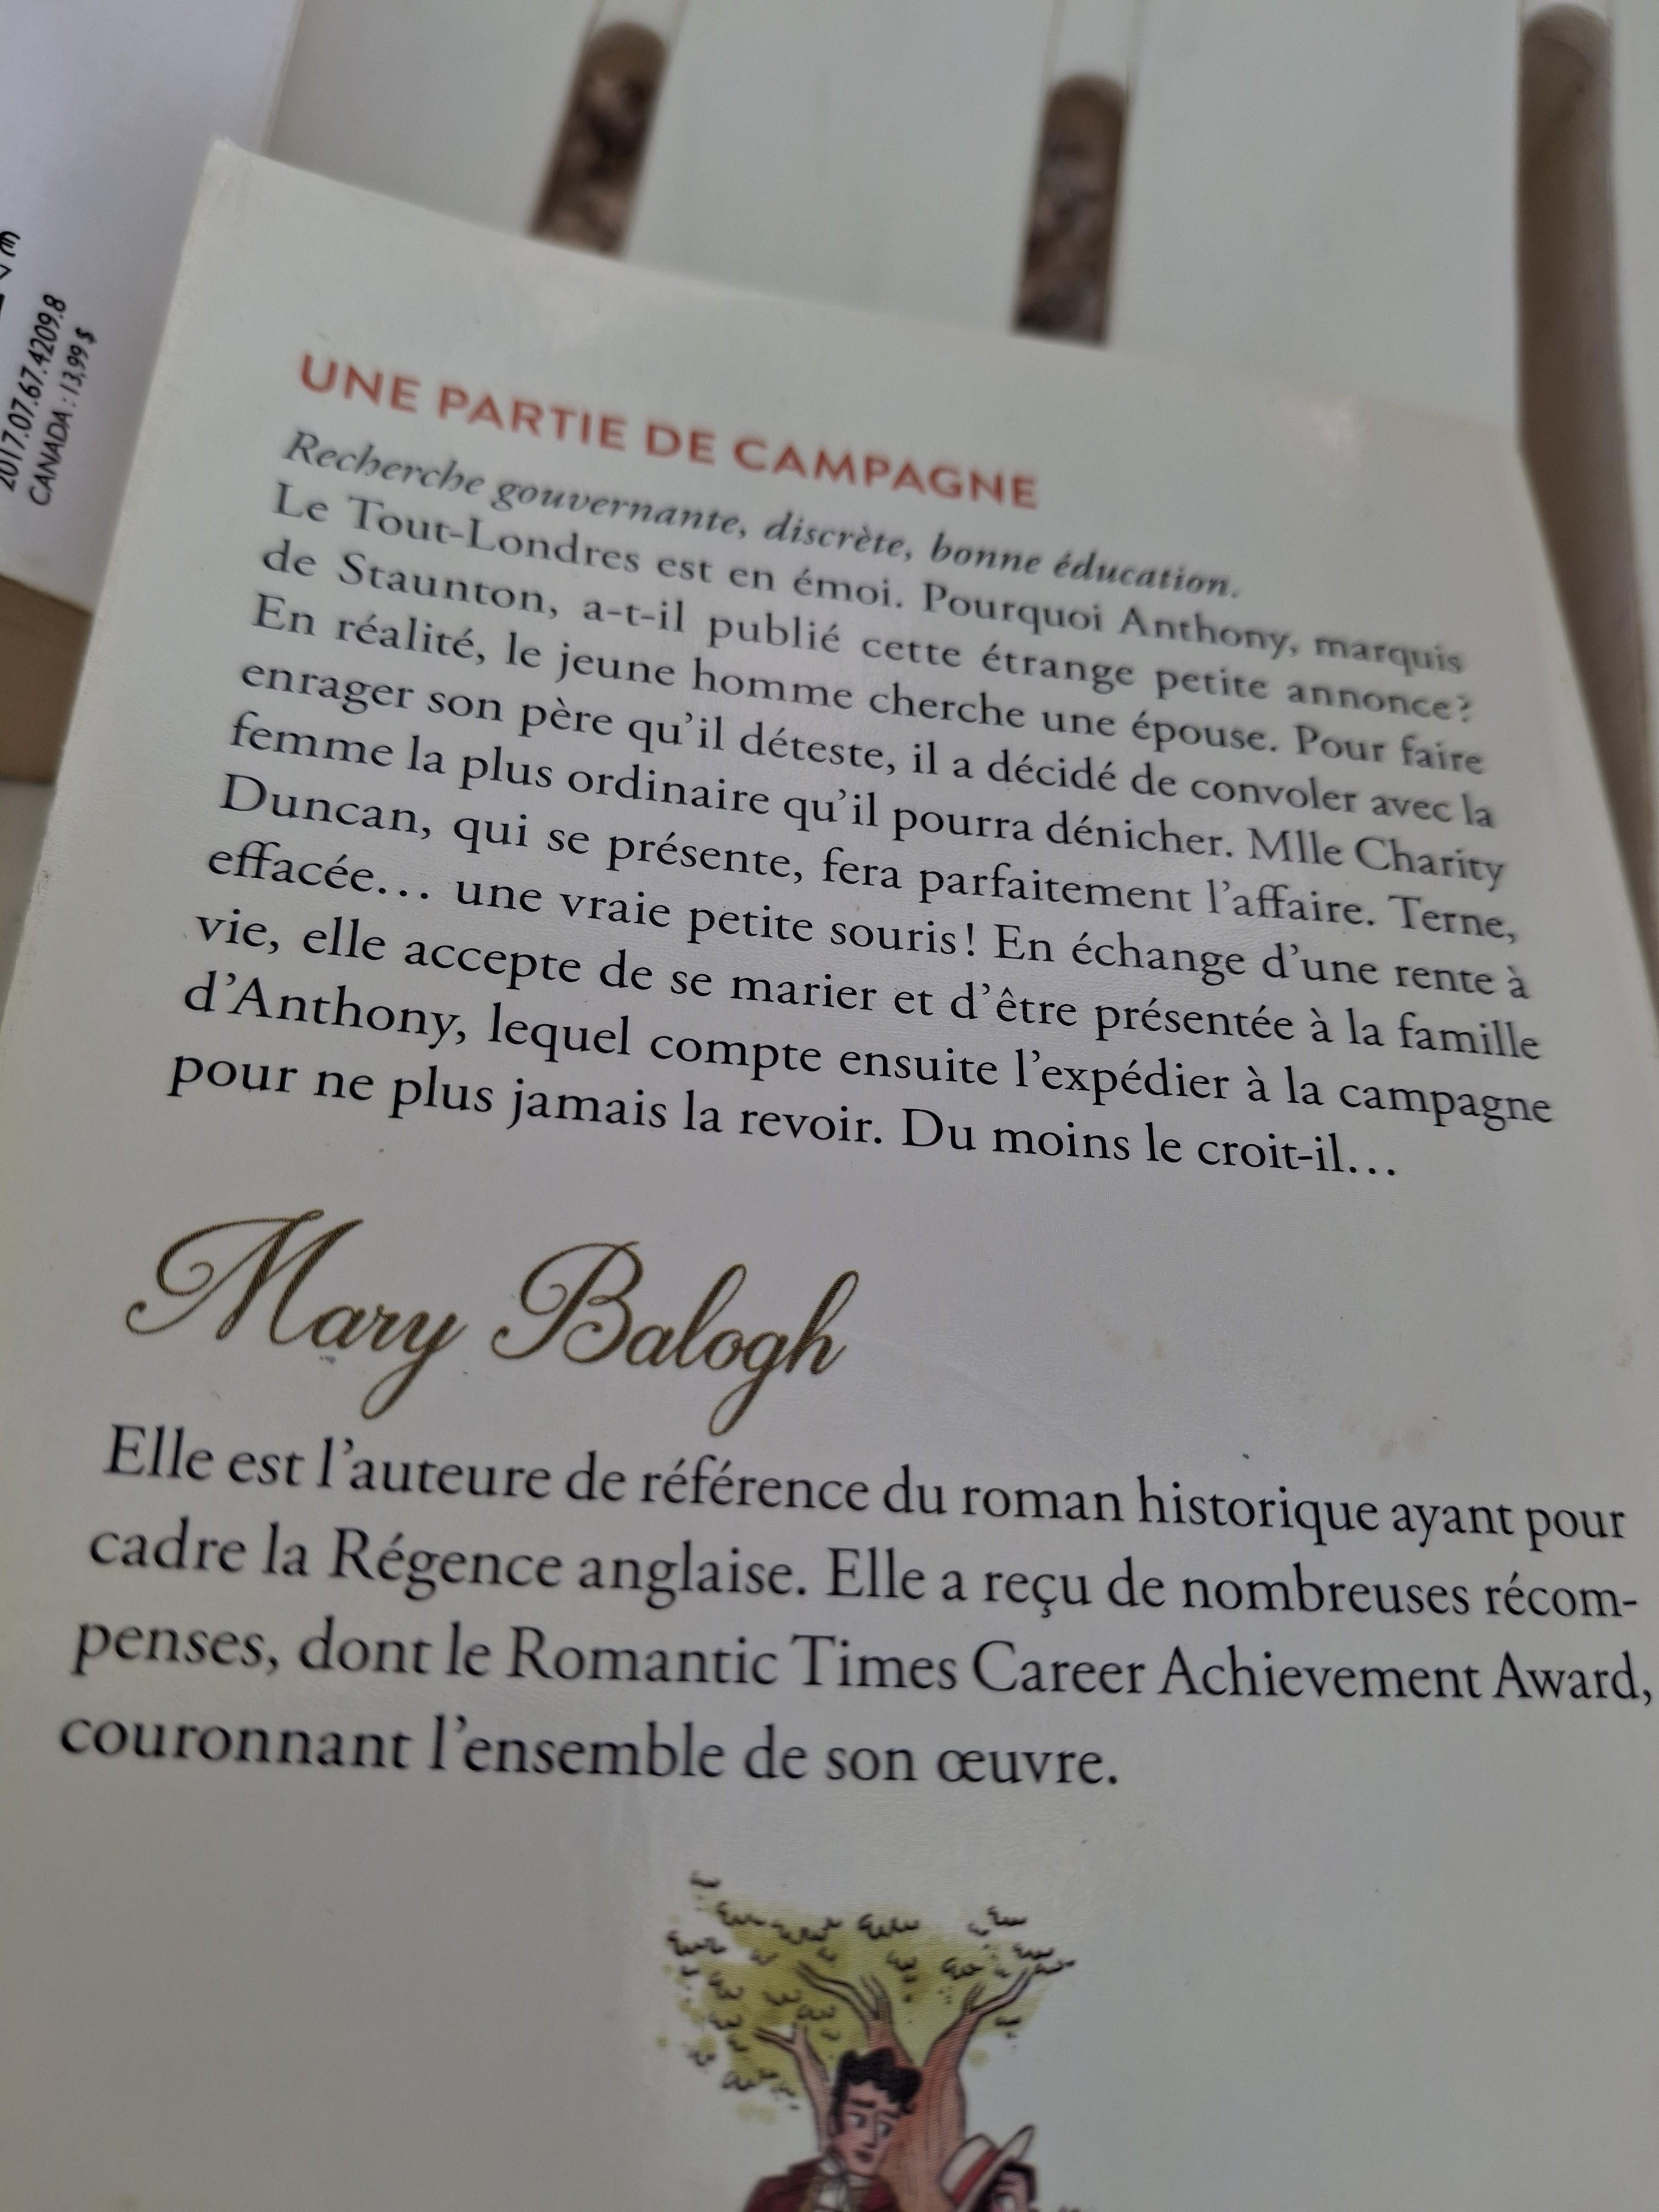 2017.07.67.4209.8
CANADA : 13,99 $
UNE PARTIE DE CAMPAGNE
Recherche gouvernante, discrète, bonne éducation.
Le Tout-Londres est en émoi. Pourquoi Anthony, marquis
de Staunton, a-t-il publié cette étrange petite annonce ?
En réalité, le jeune homme cherche une épouse. Pour faire
enrager son père qu'il déteste, il a décidé de convoler avec la
femme la plus ordinaire qu'il pourra dénicher. Mlle Charity
Duncan, qui se présente, fera parfaitement l'affaire. Terne,
effacée... une vraie petite souris ! En échange d'une rente à
vie, elle accepte de se marier et d'être présentée à la famille
d'Anthony, lequel compte ensuite l'expédier à la campagne
pour ne plus jamais la revoir. Du moins le croit-il...
Mary Balogh
Elle est l'auteure de référence du roman historique ayant pour
cadre la Régence anglaise. Elle a reçu de nombreuses récom-
penses, dont le Romantic Times Career Achievement Award,
couronnant l'ensemble de son œuvre.